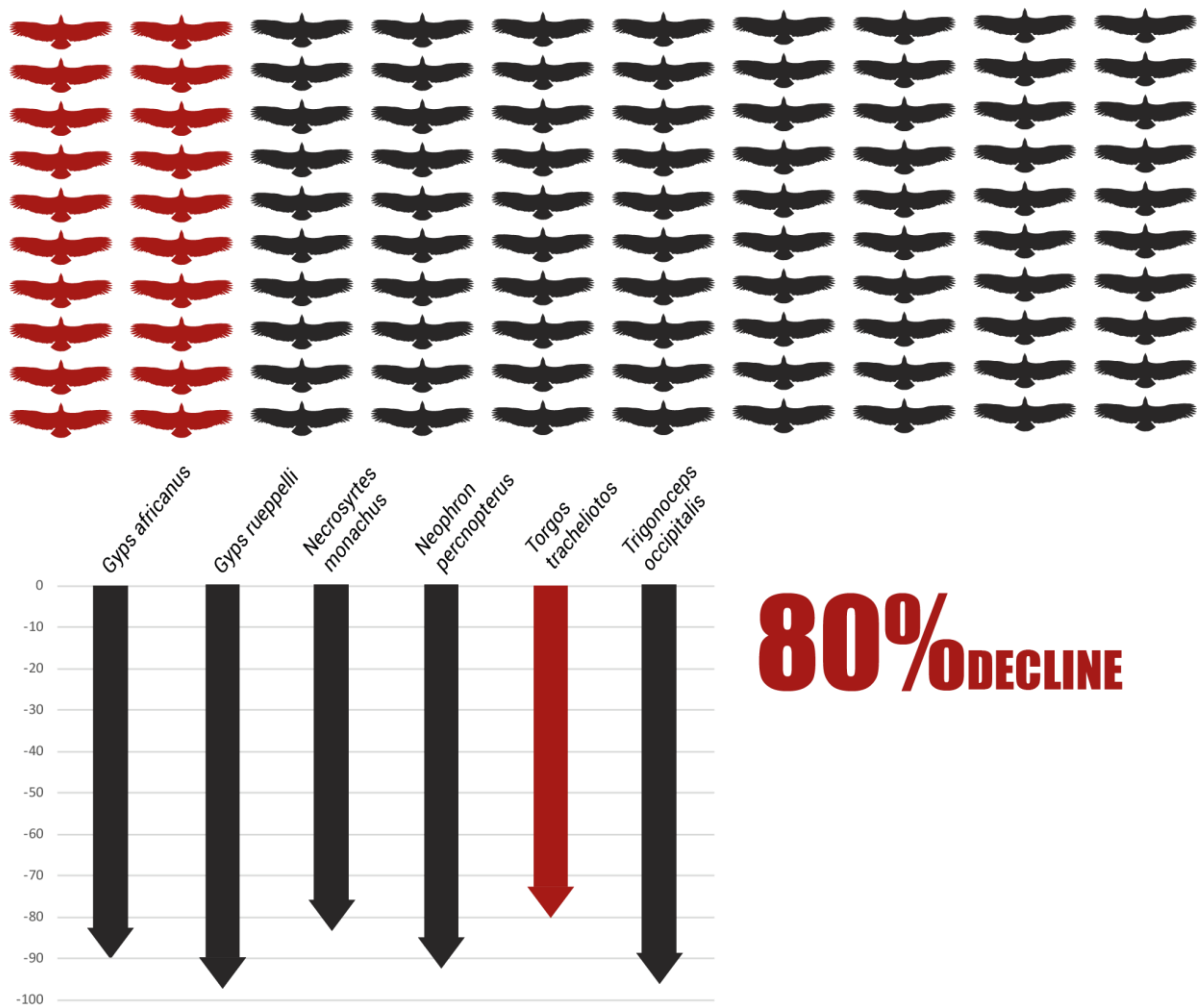 Gyps africanus
Gyps rueppelli
Necrosyrtes
monachus
Neophron
percnopterus
Torgos
tracheliotos
Trigonoceps
occipitalis
0
-10
-20
-30
-40
-50
-60
-70
-80
-90
-100
80% DECLINE